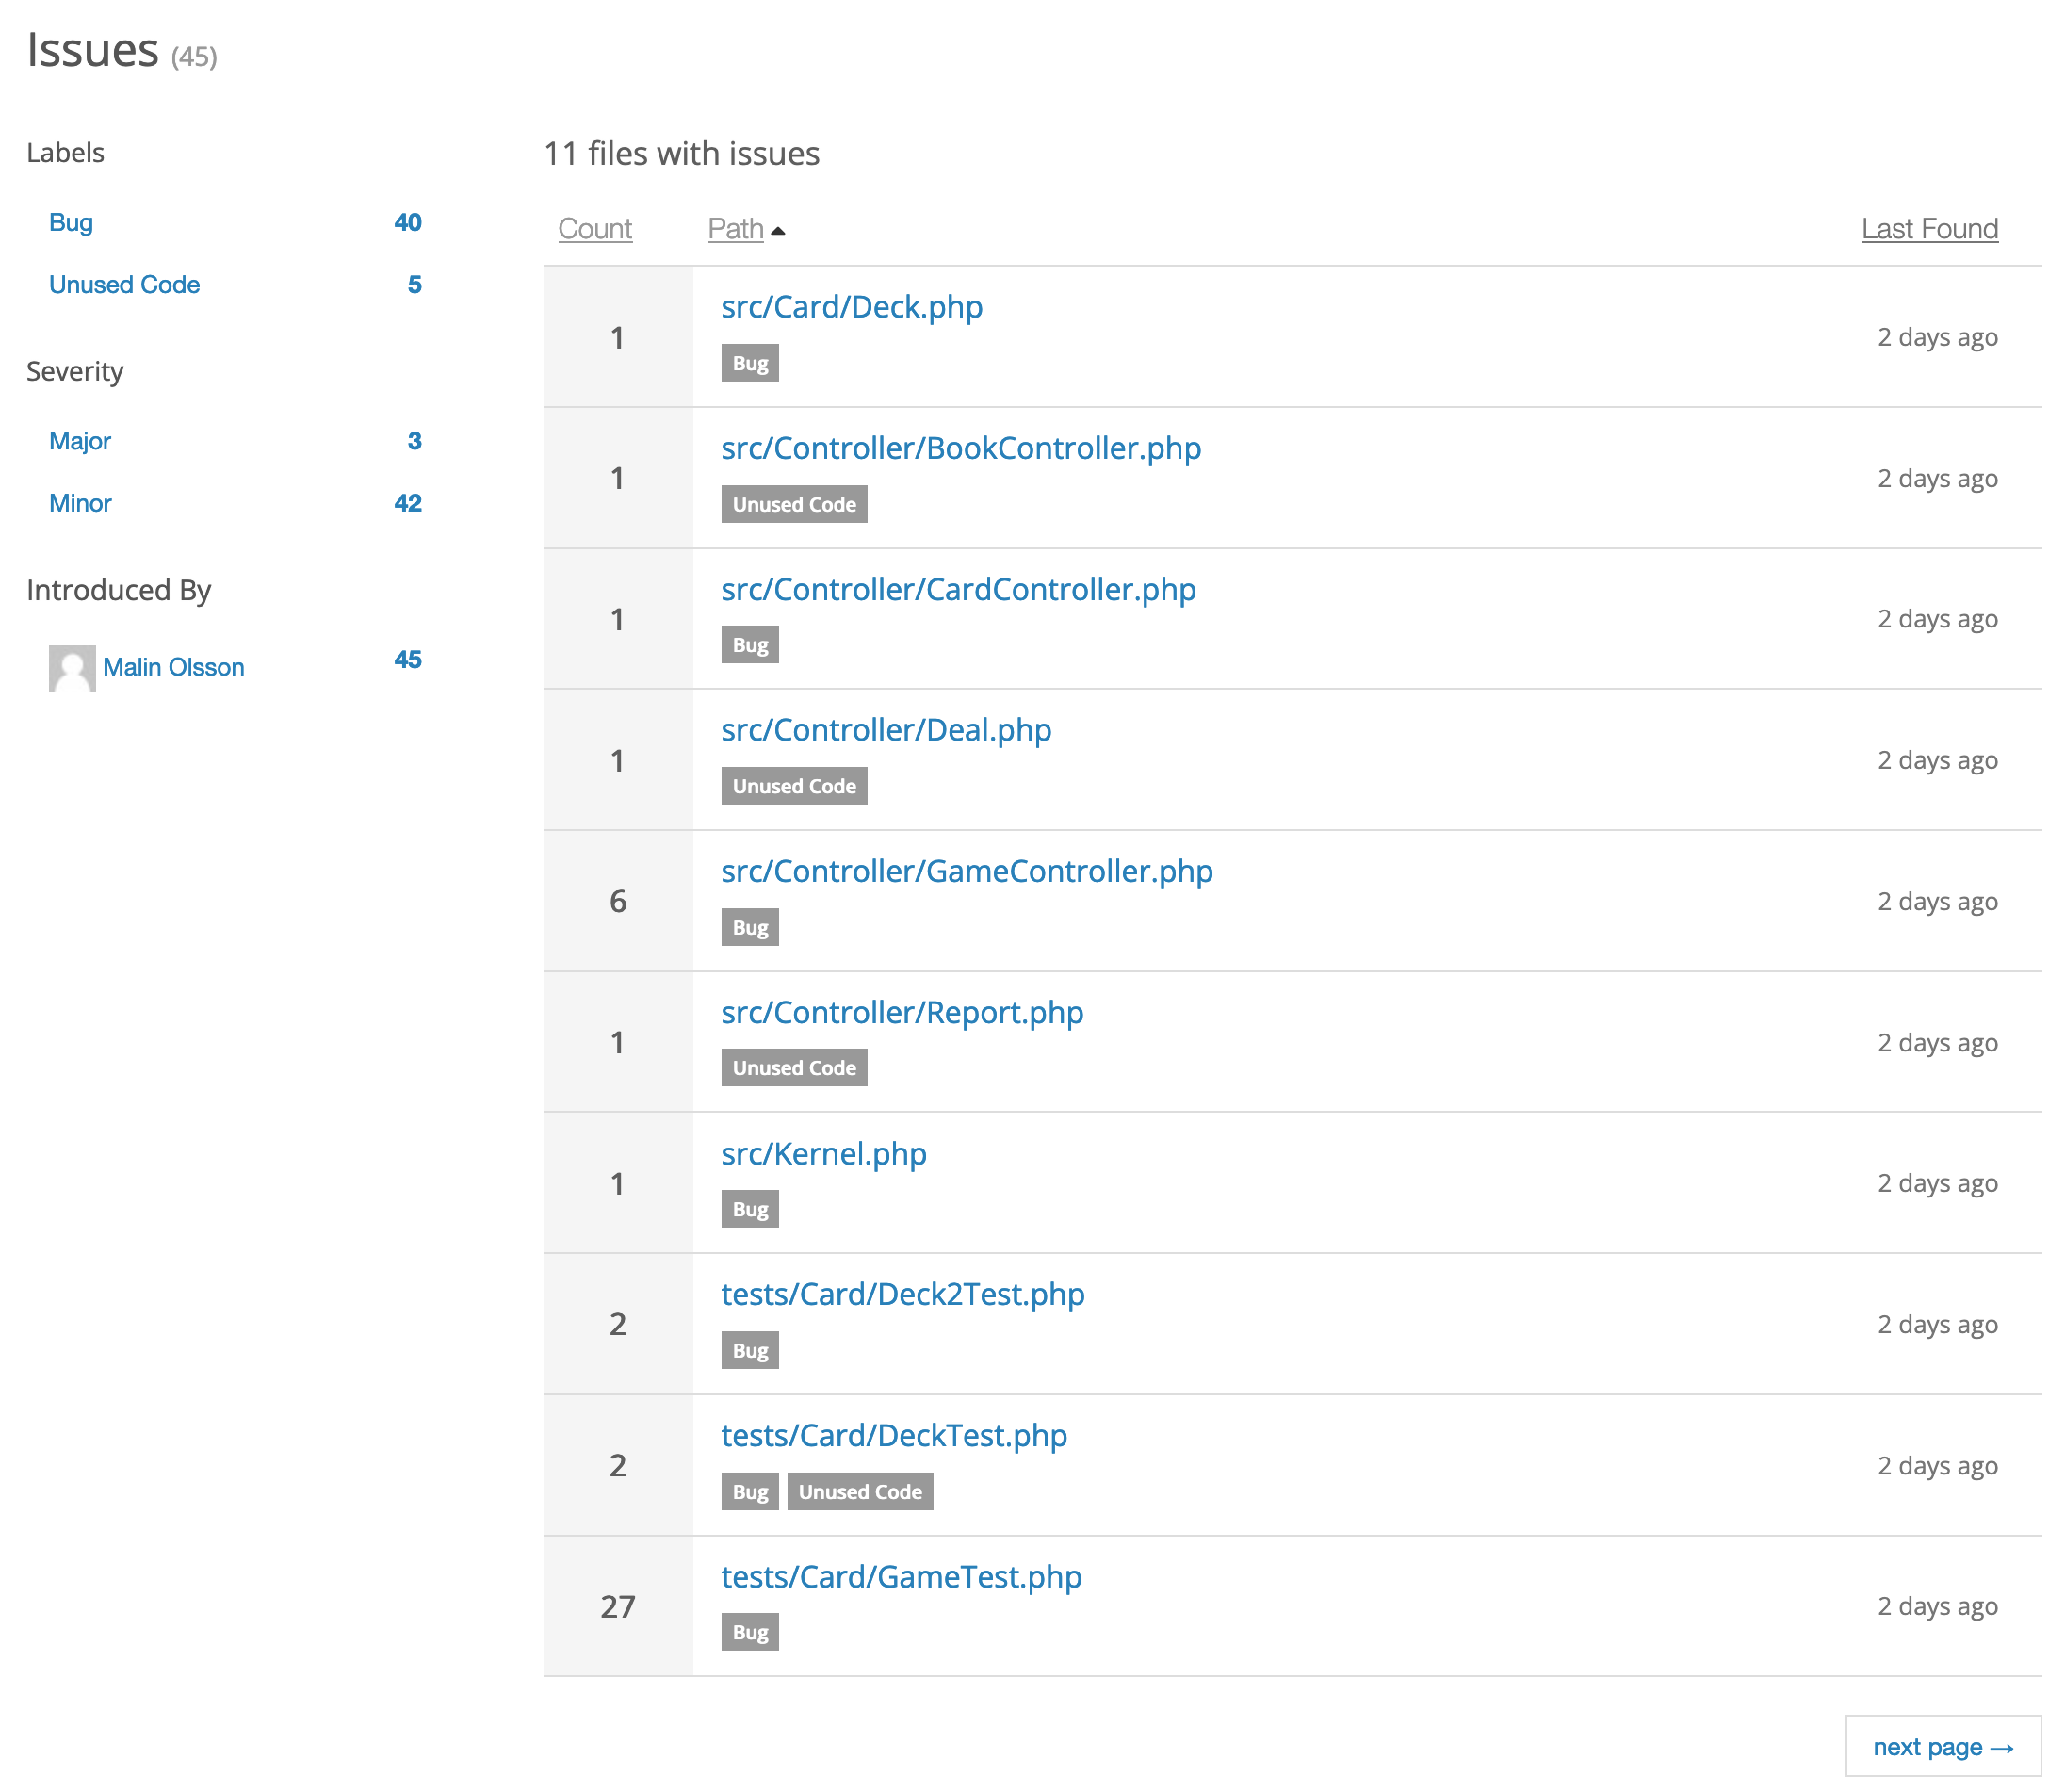 Issues (45)
Labels
Bug 40
Unused Code 5
Severity
Major 3
Minor 42
Introduced By
Malin Olsson 45
11 files with issues
Count Path Last Found
src/Card/Deck.php
1 2 days ago
Bug
src/Controller/BookController.php
1 2 days ago
Unused Code
src/Controller/CardController.php
1 2 days ago
Bug
src/Controller/Deal.php
1 2 days ago
Unused Code
src/Controller/GameController.php
6 2 days ago
Bug
src/Controller/Report.php
1 2 days ago
Unused Code
src/Kernel.php
1 2 days ago
Bug
tests/Card/Deck2Test.php
2 2 days ago
Bug
tests/Card/DeckTest.php
2 2 days ago
Bug Unused Code
tests/Card/GameTest.php
27 2 days ago
Bug
next page →